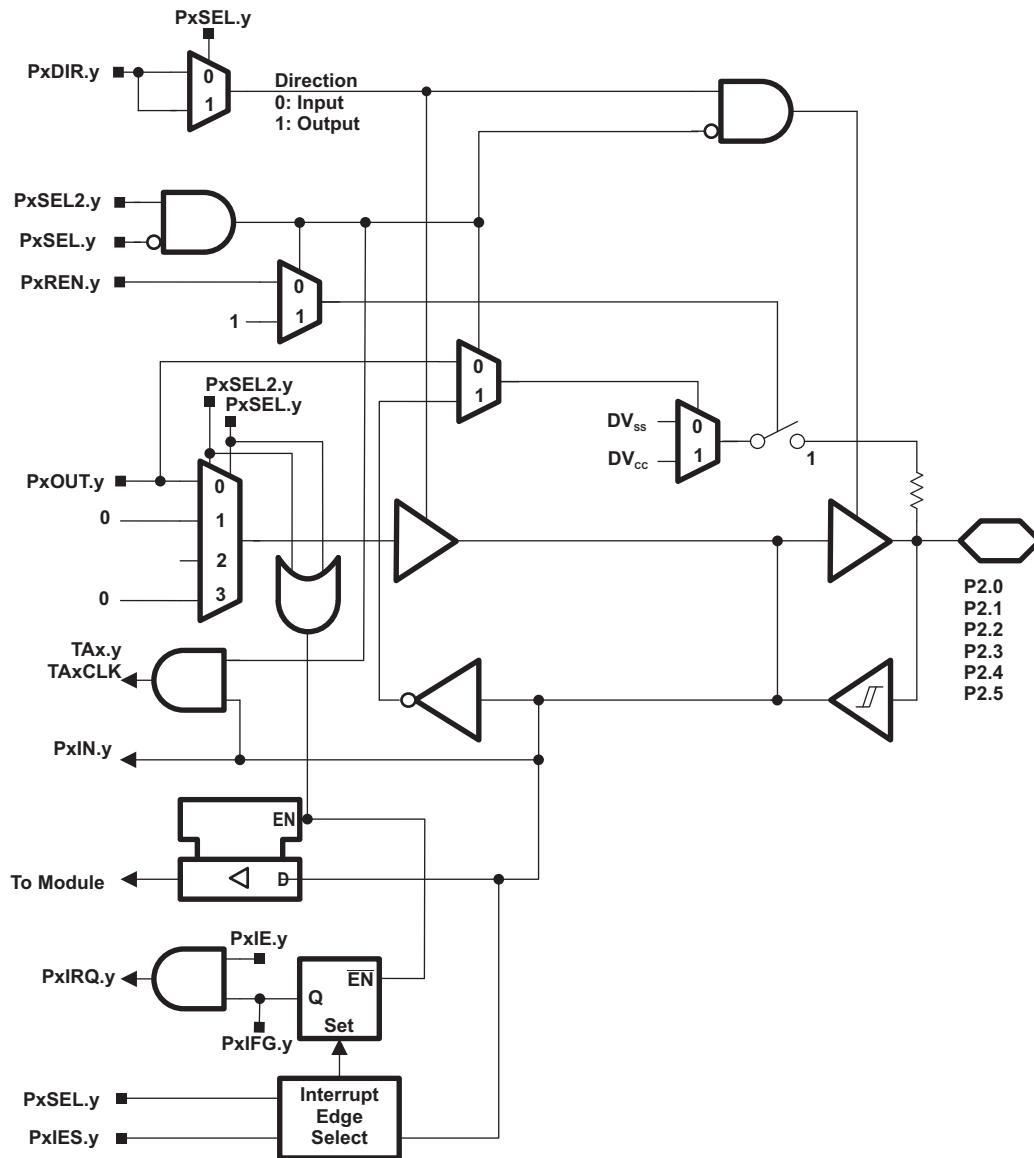 PxSEL.y
PxDIR.y
0
1
Direction
0: Input
1: Output
PxSEL2.y
PxSEL.y
PxREN.y
0
1
1
0
1
PxSEL2.y
PxSEL.y
DVSS
0
DVCC
1
1
PxOUT.y
0
0
1
2
0
3
TAx.y
TAxCLK
P2.0
P2.1
P2.2
P2.3
P2.4
P2.5
PxIN.y
EN
To Module
D
PxIE.y
PxIRQ.y
EN
Q
Set
PxIFG.y
PxSEL.y
PxIES.y
Interrupt
Edge
Select